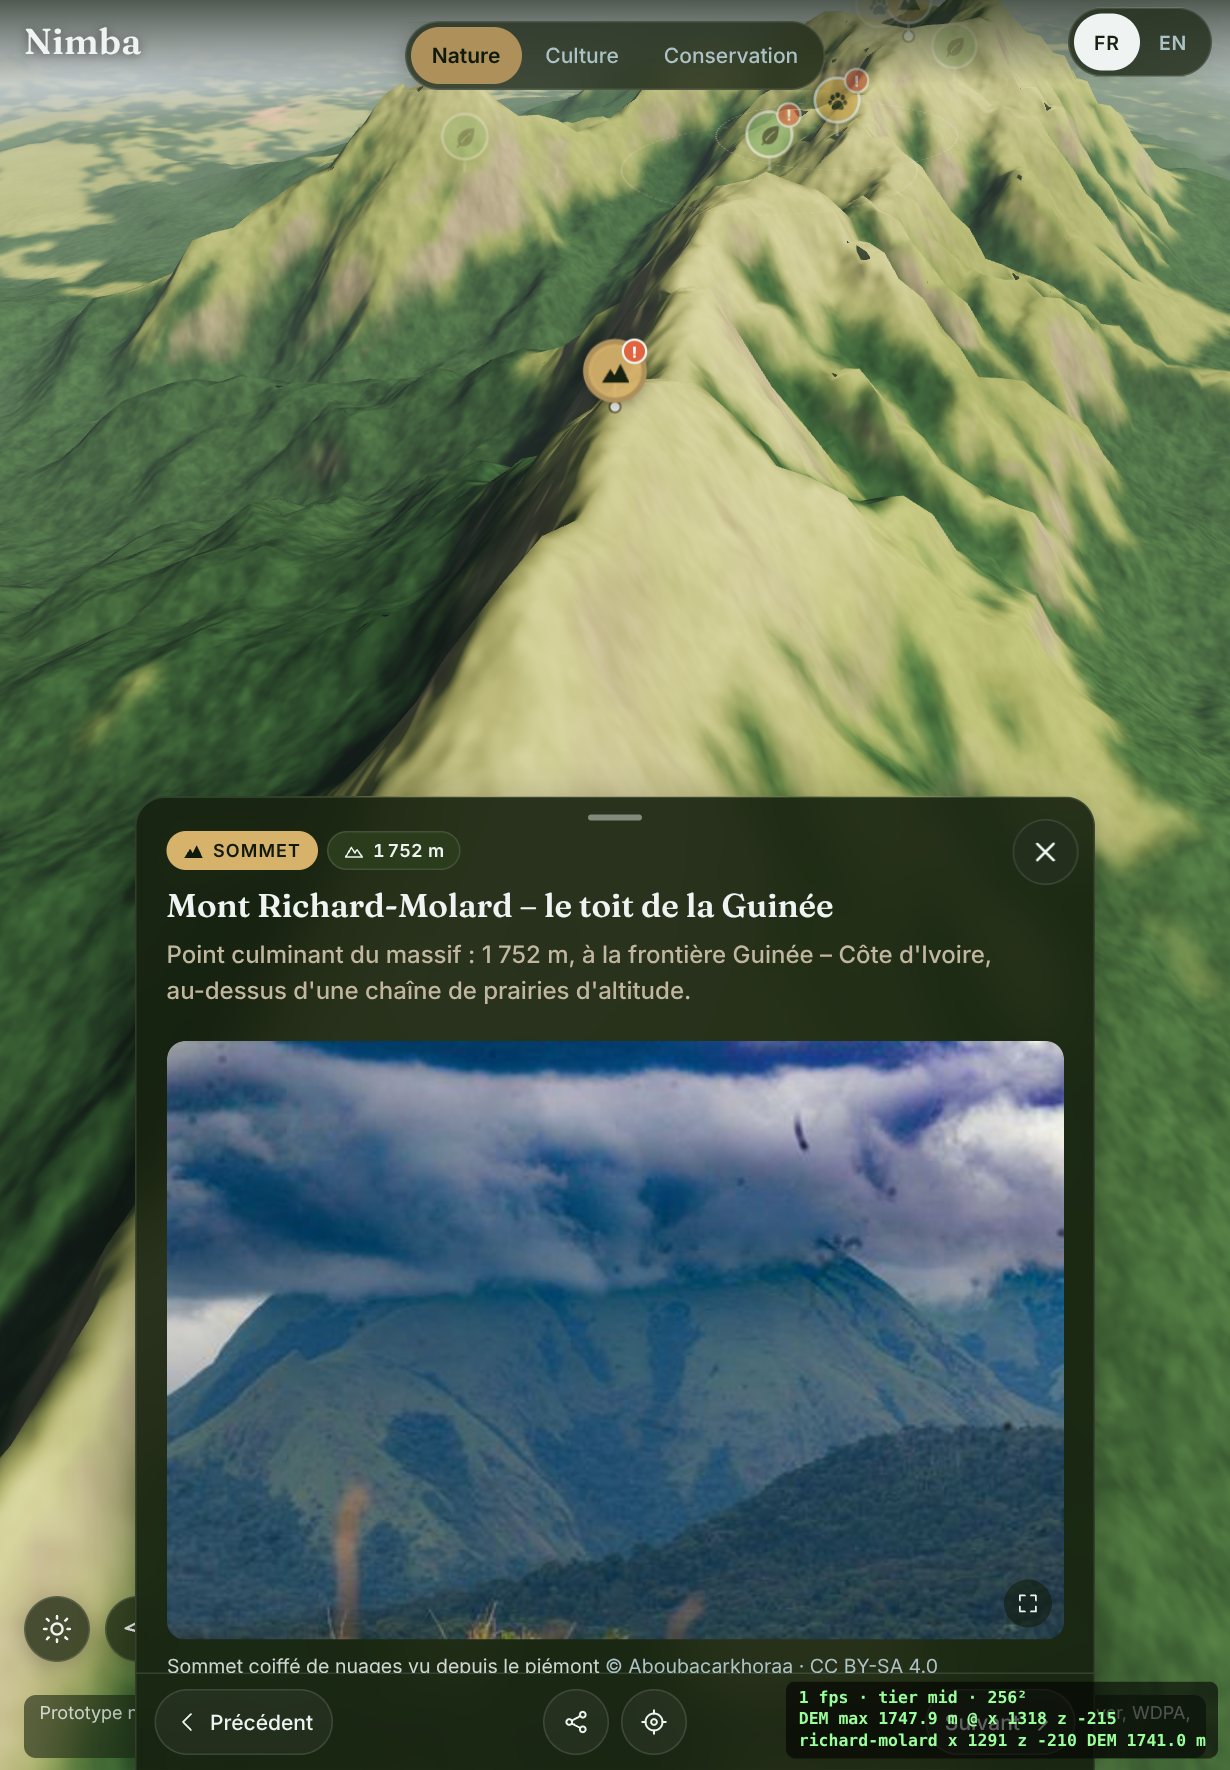 Nimba
Nature
Culture
Conservation
FR
EN
SOMMET
1 752 m
Mont Richard-Molard – le toit de la Guinée
Point culminant du massif : 1 752 m, à la frontière Guinée – Côte d'Ivoire,
au-dessus d'une chaîne de prairies d'altitude.
Sommet coiffé de nuages vu depuis le piémont © Aboubacarkhoraa · CC BY-SA 4.0
Prototype
Précédent
Suivant
WDPA,
1 fps · tier mid · 256²
DEM max 1747.9 m @ x 1318 z -215
richard-molard x 1291 z -210 DEM 1741.0 m